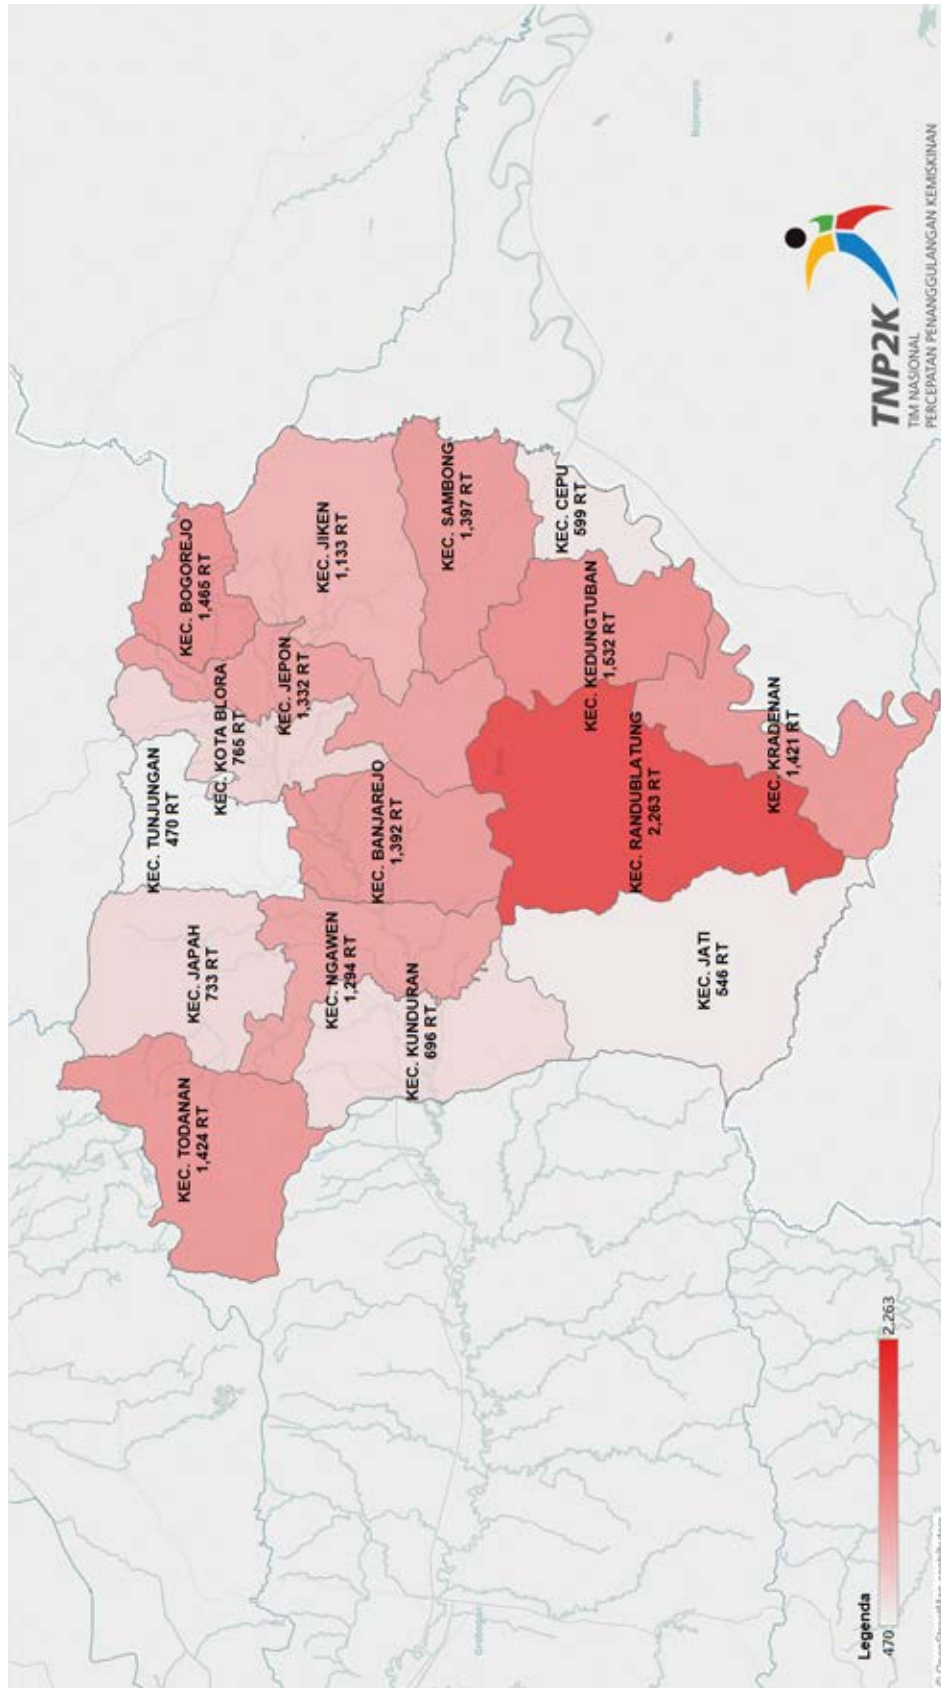 KEC. TODANAN
1,424 RT
KEC. JAPAH
733 RT
KEC. TUNJUNGAN
470 RT
KEC. KOTA BLORA
765 RT
KEC. BOGOREJO
1,465 RT
KEC. JEPON
1,332 RT
KEC. JIKEN
1,133 RT
KEC. NGAWEN
1,294 RT
KEC. KUNDURAN
696 RT
KEC. BANJAREJO
1,392 RT
KEC. SAMBONG
1,397 RT
KEC. CEPU
599 RT
KEC. KEDUNGTUBAN
1,532 RT
KEC. RANDUBLATUNG
2,263 RT
KEC. JATI
546 RT
KEC. KRADENAN
1,421 RT
Bojonegoro
Legenda
470
2,263
TNP2K
TIM NASIONAL
PERCEPATAN PENANGGULANGAN KEMISKINAN